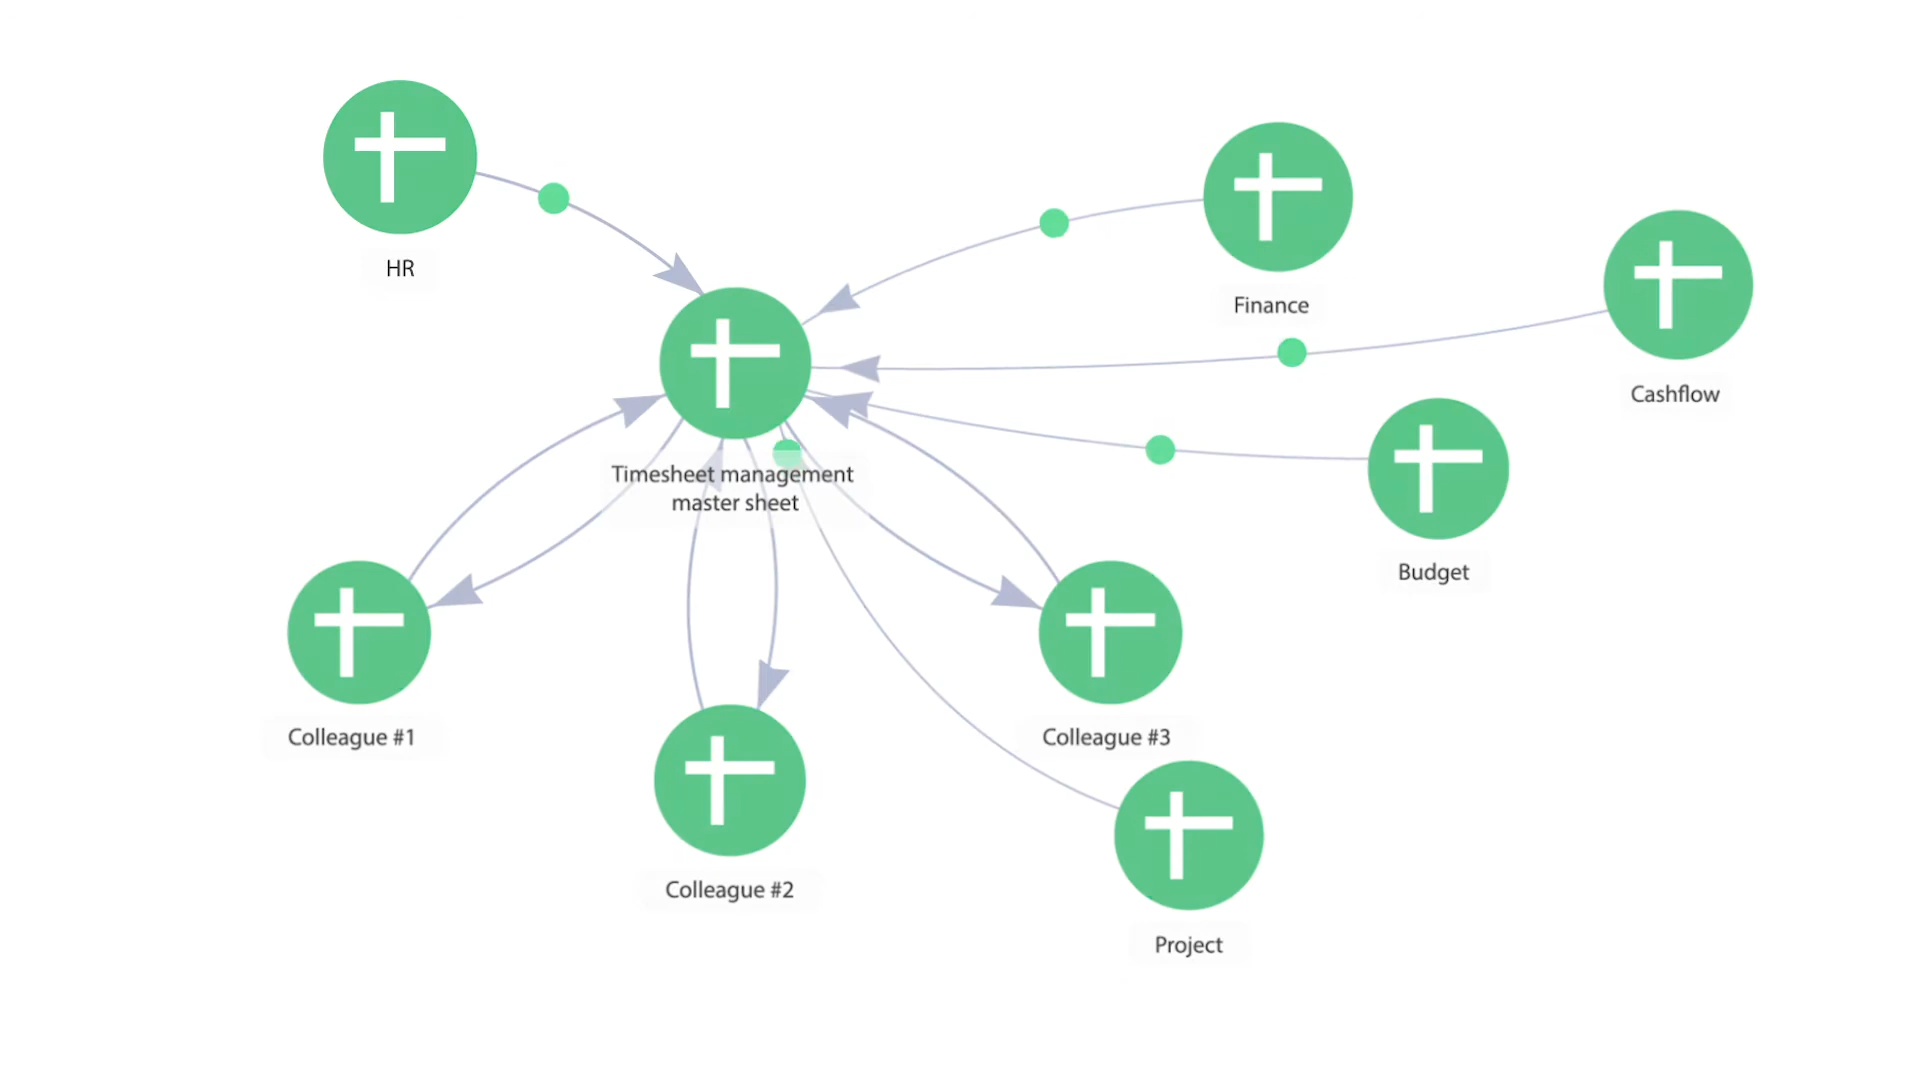 HR
Finance
Cashflow
Timesheet management
master sheet
Budget
Colleague #1
Colleague #3
Colleague #2
Project